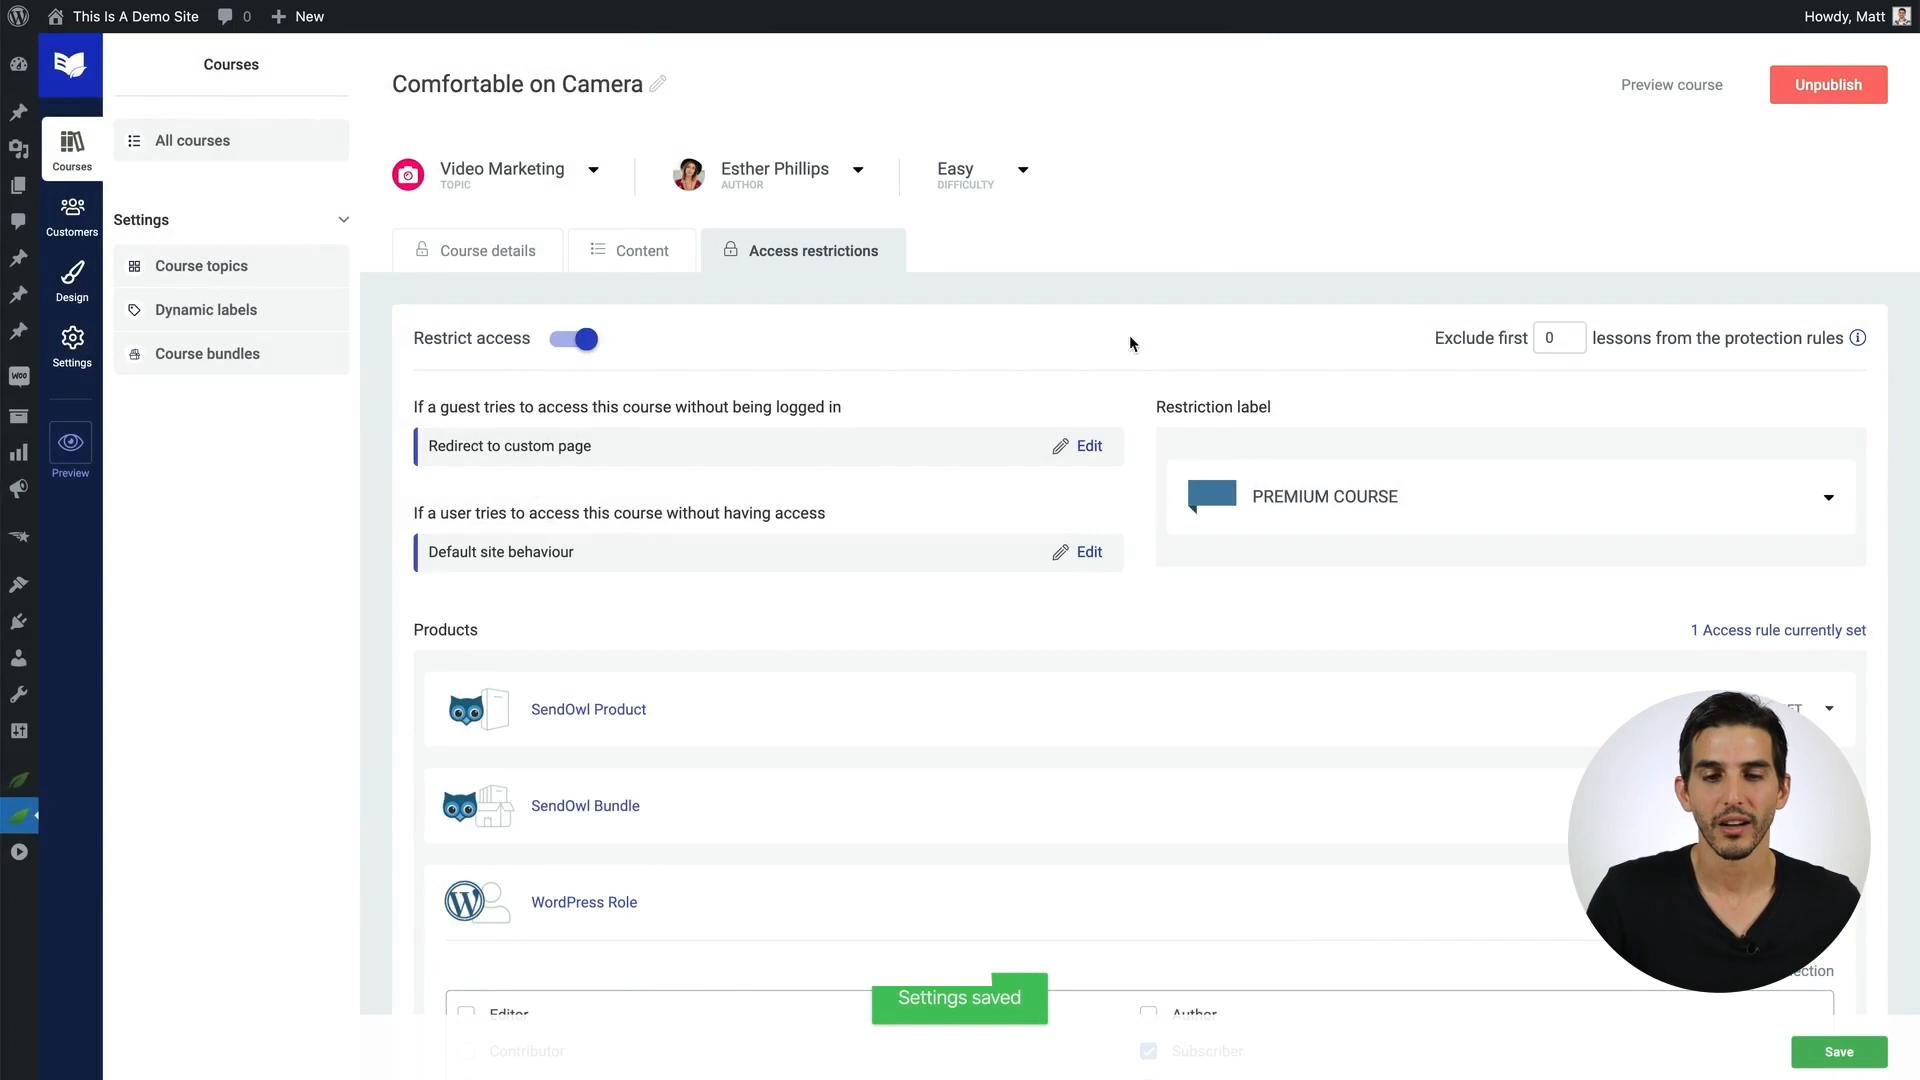 This Is A Demo Site 0 New Howdy, Matt
Courses
Comfortable on Camera
Preview course Unpublish
All courses
Courses
Video Marketing Esther Phillips Easy
TOPIC AUTHOR DIFFICULTY
Settings
Customers
Course details Content Access restrictions
Course topics
Design
Dynamic labels
Restrict access Exclude first 0 lessons from the protection rules
Course bundles
Settings
WOO
If a guest tries to access this course without being logged in Restriction label
Redirect to custom page Edit
Preview
PREMIUM COURSE
If a user tries to access this course without having access
Default site behaviour Edit
Products 1 Access rule currently set
SendOwl Product
SendOwl Bundle
WordPress Role
Settings saved
Editor Author
Contributor Subscriber
Save